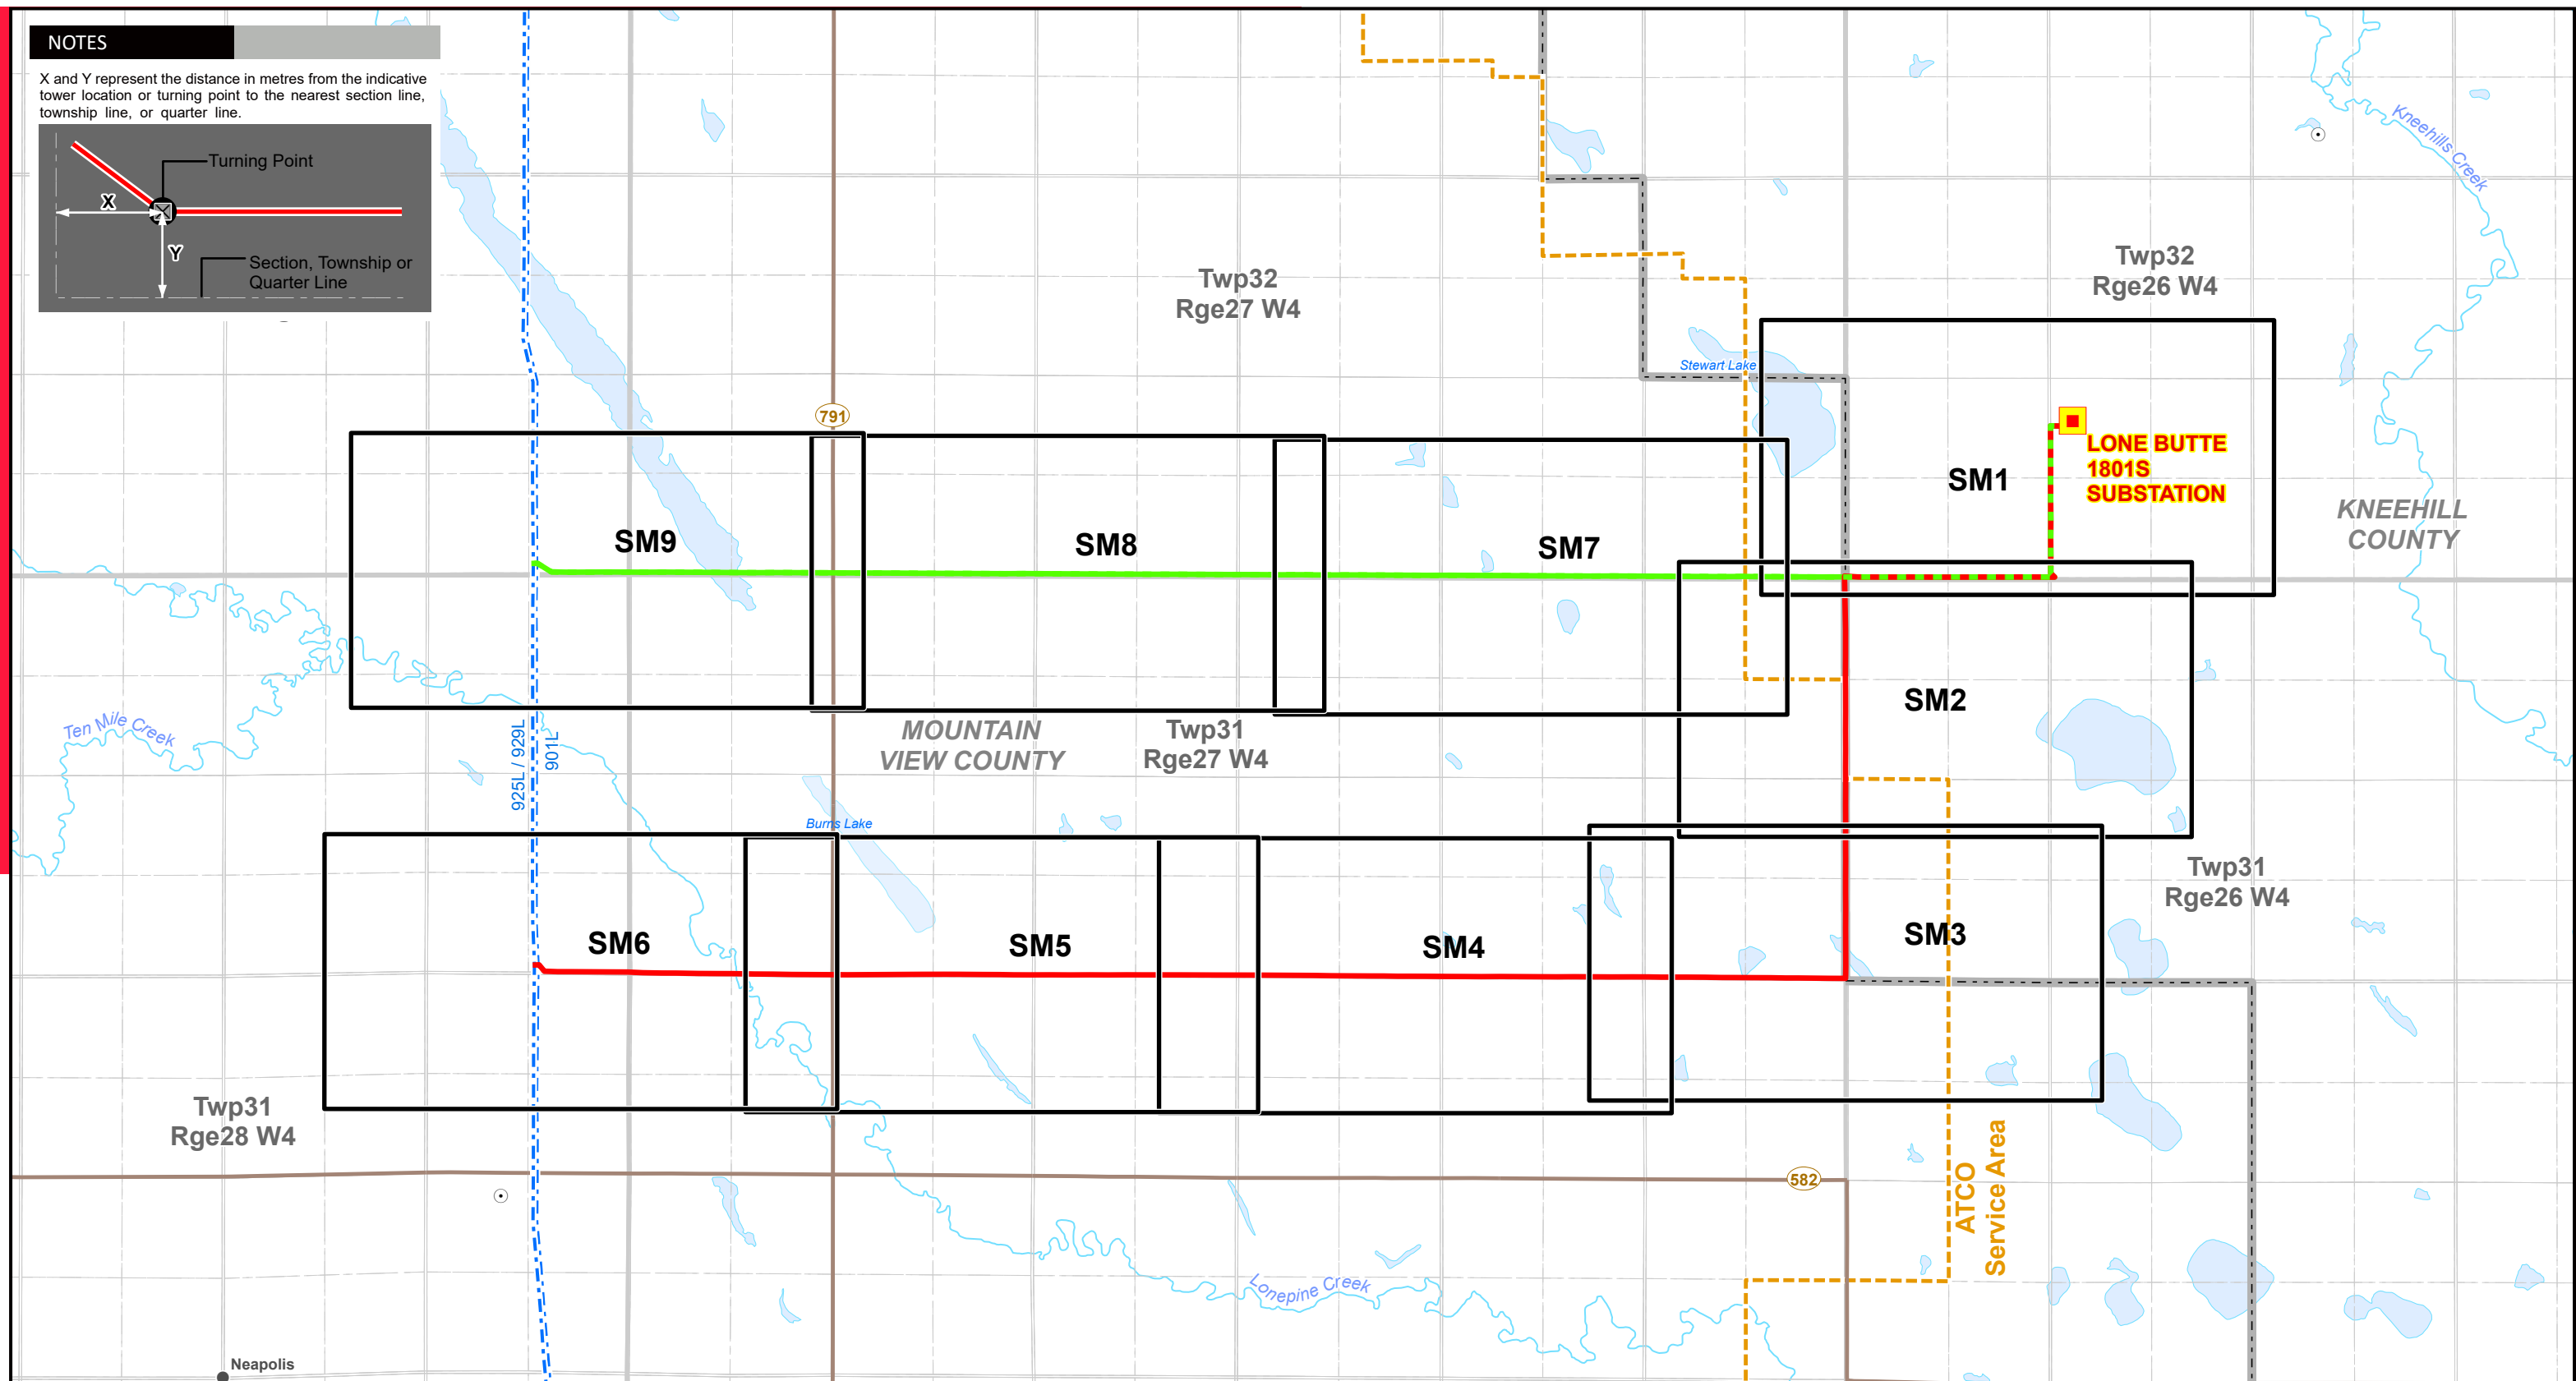 NOTES
X and Y represent the distance in metres from the indicative
tower location or turning point to the nearest section line,
township line, or quarter line.
Turning Point
X
Y
Section, Township or
Quarter Line
Kneehills Creek
Twp32
Rge27 W4
Twp32
Rge26 W4
Stewart Lake
791
LONE BUTTE
1801S
SUBSTATION
SM1
KNEEHILL
COUNTY
SM9
SM8
SM7
SM2
Ten Mile Creek
925L / 929L
901L
MOUNTAIN
VIEW COUNTY
Twp31
Rge27 W4
Burns Lake
Twp31
Rge26 W4
SM6
SM5
SM4
SM3
Twp31
Rge28 W4
582
ATCO
Service Area
Lonepine Creek
Neapolis